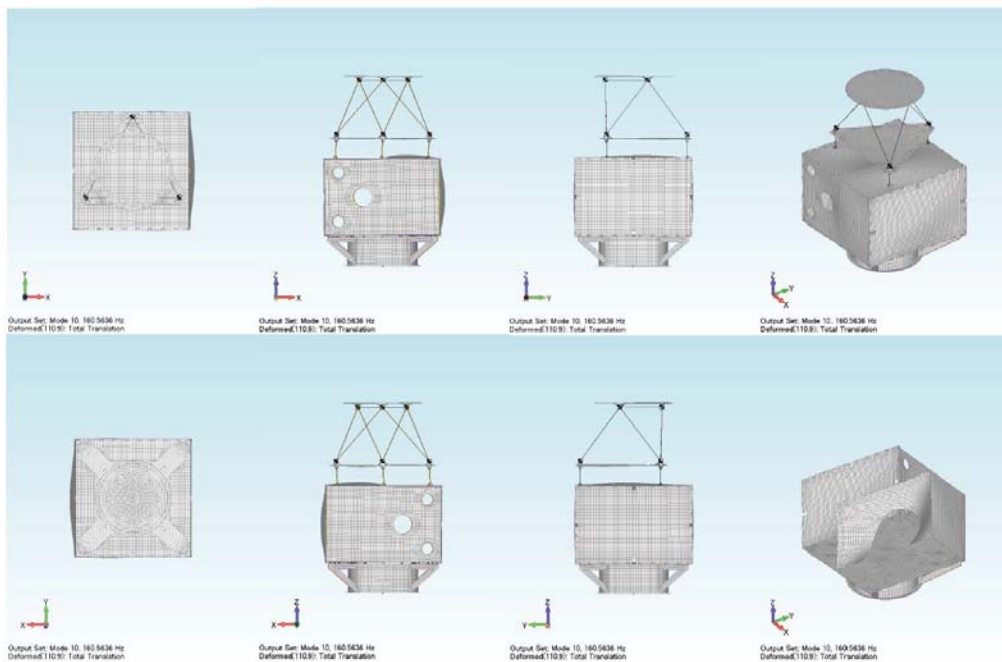 Y
X
Output Set: Mode 10, 160.5636 Hz
Deformed(110.9): Total Translation
Z
X
Output Set: Mode 10, 160.5636 Hz
Deformed(110.9): Total Translation
Z
Y
Output Set: Mode 10, 160.5636 Hz
Deformed(110.9): Total Translation
Z
Y
X
Output Set: Mode 10, 160.5636 Hz
Deformed(110.9): Total Translation
Y
X
Output Set: Mode 10, 160.5636 Hz
Deformed(110.9): Total Translation
Z
X
Output Set: Mode 10, 160.5636 Hz
Deformed(110.9): Total Translation
Z
Y
Output Set: Mode 10, 160.5636 Hz
Deformed(110.9): Total Translation
Z
Y
X
Output Set: Mode 10, 160.5636 Hz
Deformed(110.9): Total Translation